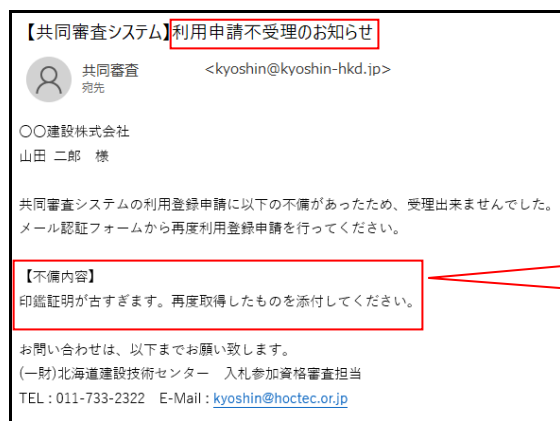 【共同審査システム】利用申請不受理のお知らせ
共同審査 <kyoshin@kyoshin-hkd.jp>
宛先
〇〇建設株式会社
山田 二郎 様
共同審査システムの利用登録申請に以下の不備があったため、受理出来ませんでした。
メール認証フォームから再度利用登録申請を行ってください。
【不備内容】
印鑑証明が古すぎます。再度取得したものを添付してください。
お問い合わせは、以下までお願い致します。
(一財)北海道建設技術センター 入札参加資格審査担当
TEL : 011-733-2322 E-Mail : kyoshin@hoctec.or.jp